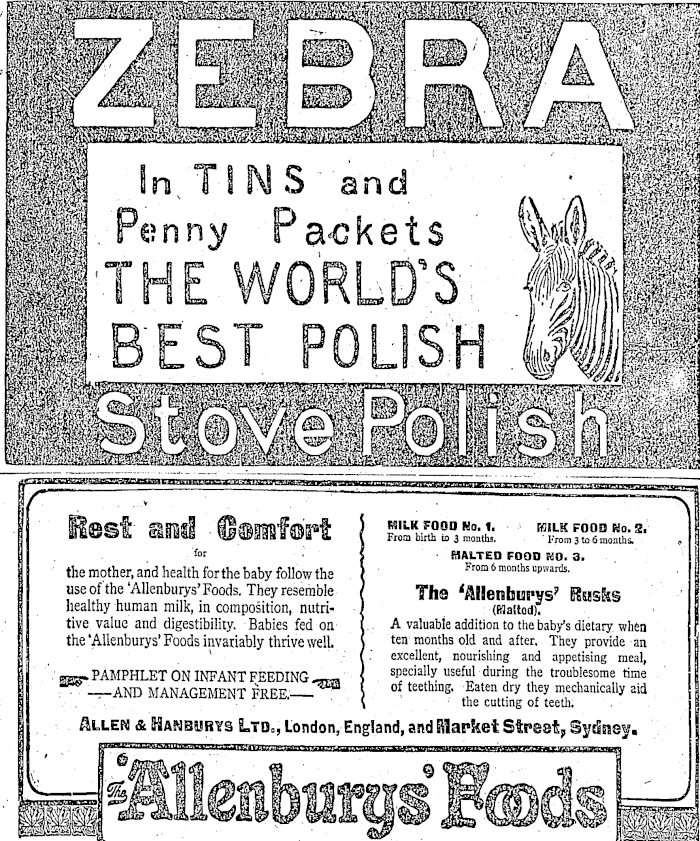 ZEBRA
In TINS and
Penny Packets
THE WORLD'S
BEST POLISH
Stove Polish
Rest and Comfort
for
the mother, and health for the baby follow the
use of the 'Allenburys' Foods. They resemble
healthy human milk, in composition, nutri-
tive value and digestibility. Babies fed on
the 'Allenburys' Foods invariably thrive well.
PAMPHLET ON INFANT FEEDING
—AND MANAGEMENT FREE.—
MILK FOOD No. 1. MILK FOOD No. 2.
From birth to 3 months. From 3 to 6 months.
MALTED FOOD NO. 3.
From 6 months upwards.
The 'Allenburys' Rusks
(Malted).
A valuable addition to the baby's dietary when
ten months old and after. They provide an
excellent, nourishing and appetising meal,
specially useful during the troublesome time
of teething. Eaten dry they mechanically aid
the cutting of teeth.
ALLEN & HANBURYS LTD., London, England, and Market Street, Sydney.
The 'Allenburys' Foods